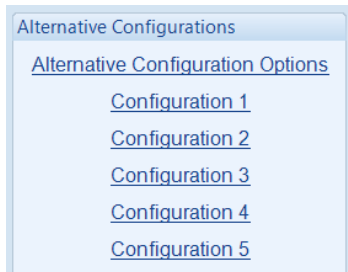 Alternative Configurations
Alternative Configuration Options
Configuration 1
Configuration 2
Configuration 3
Configuration 4
Configuration 5